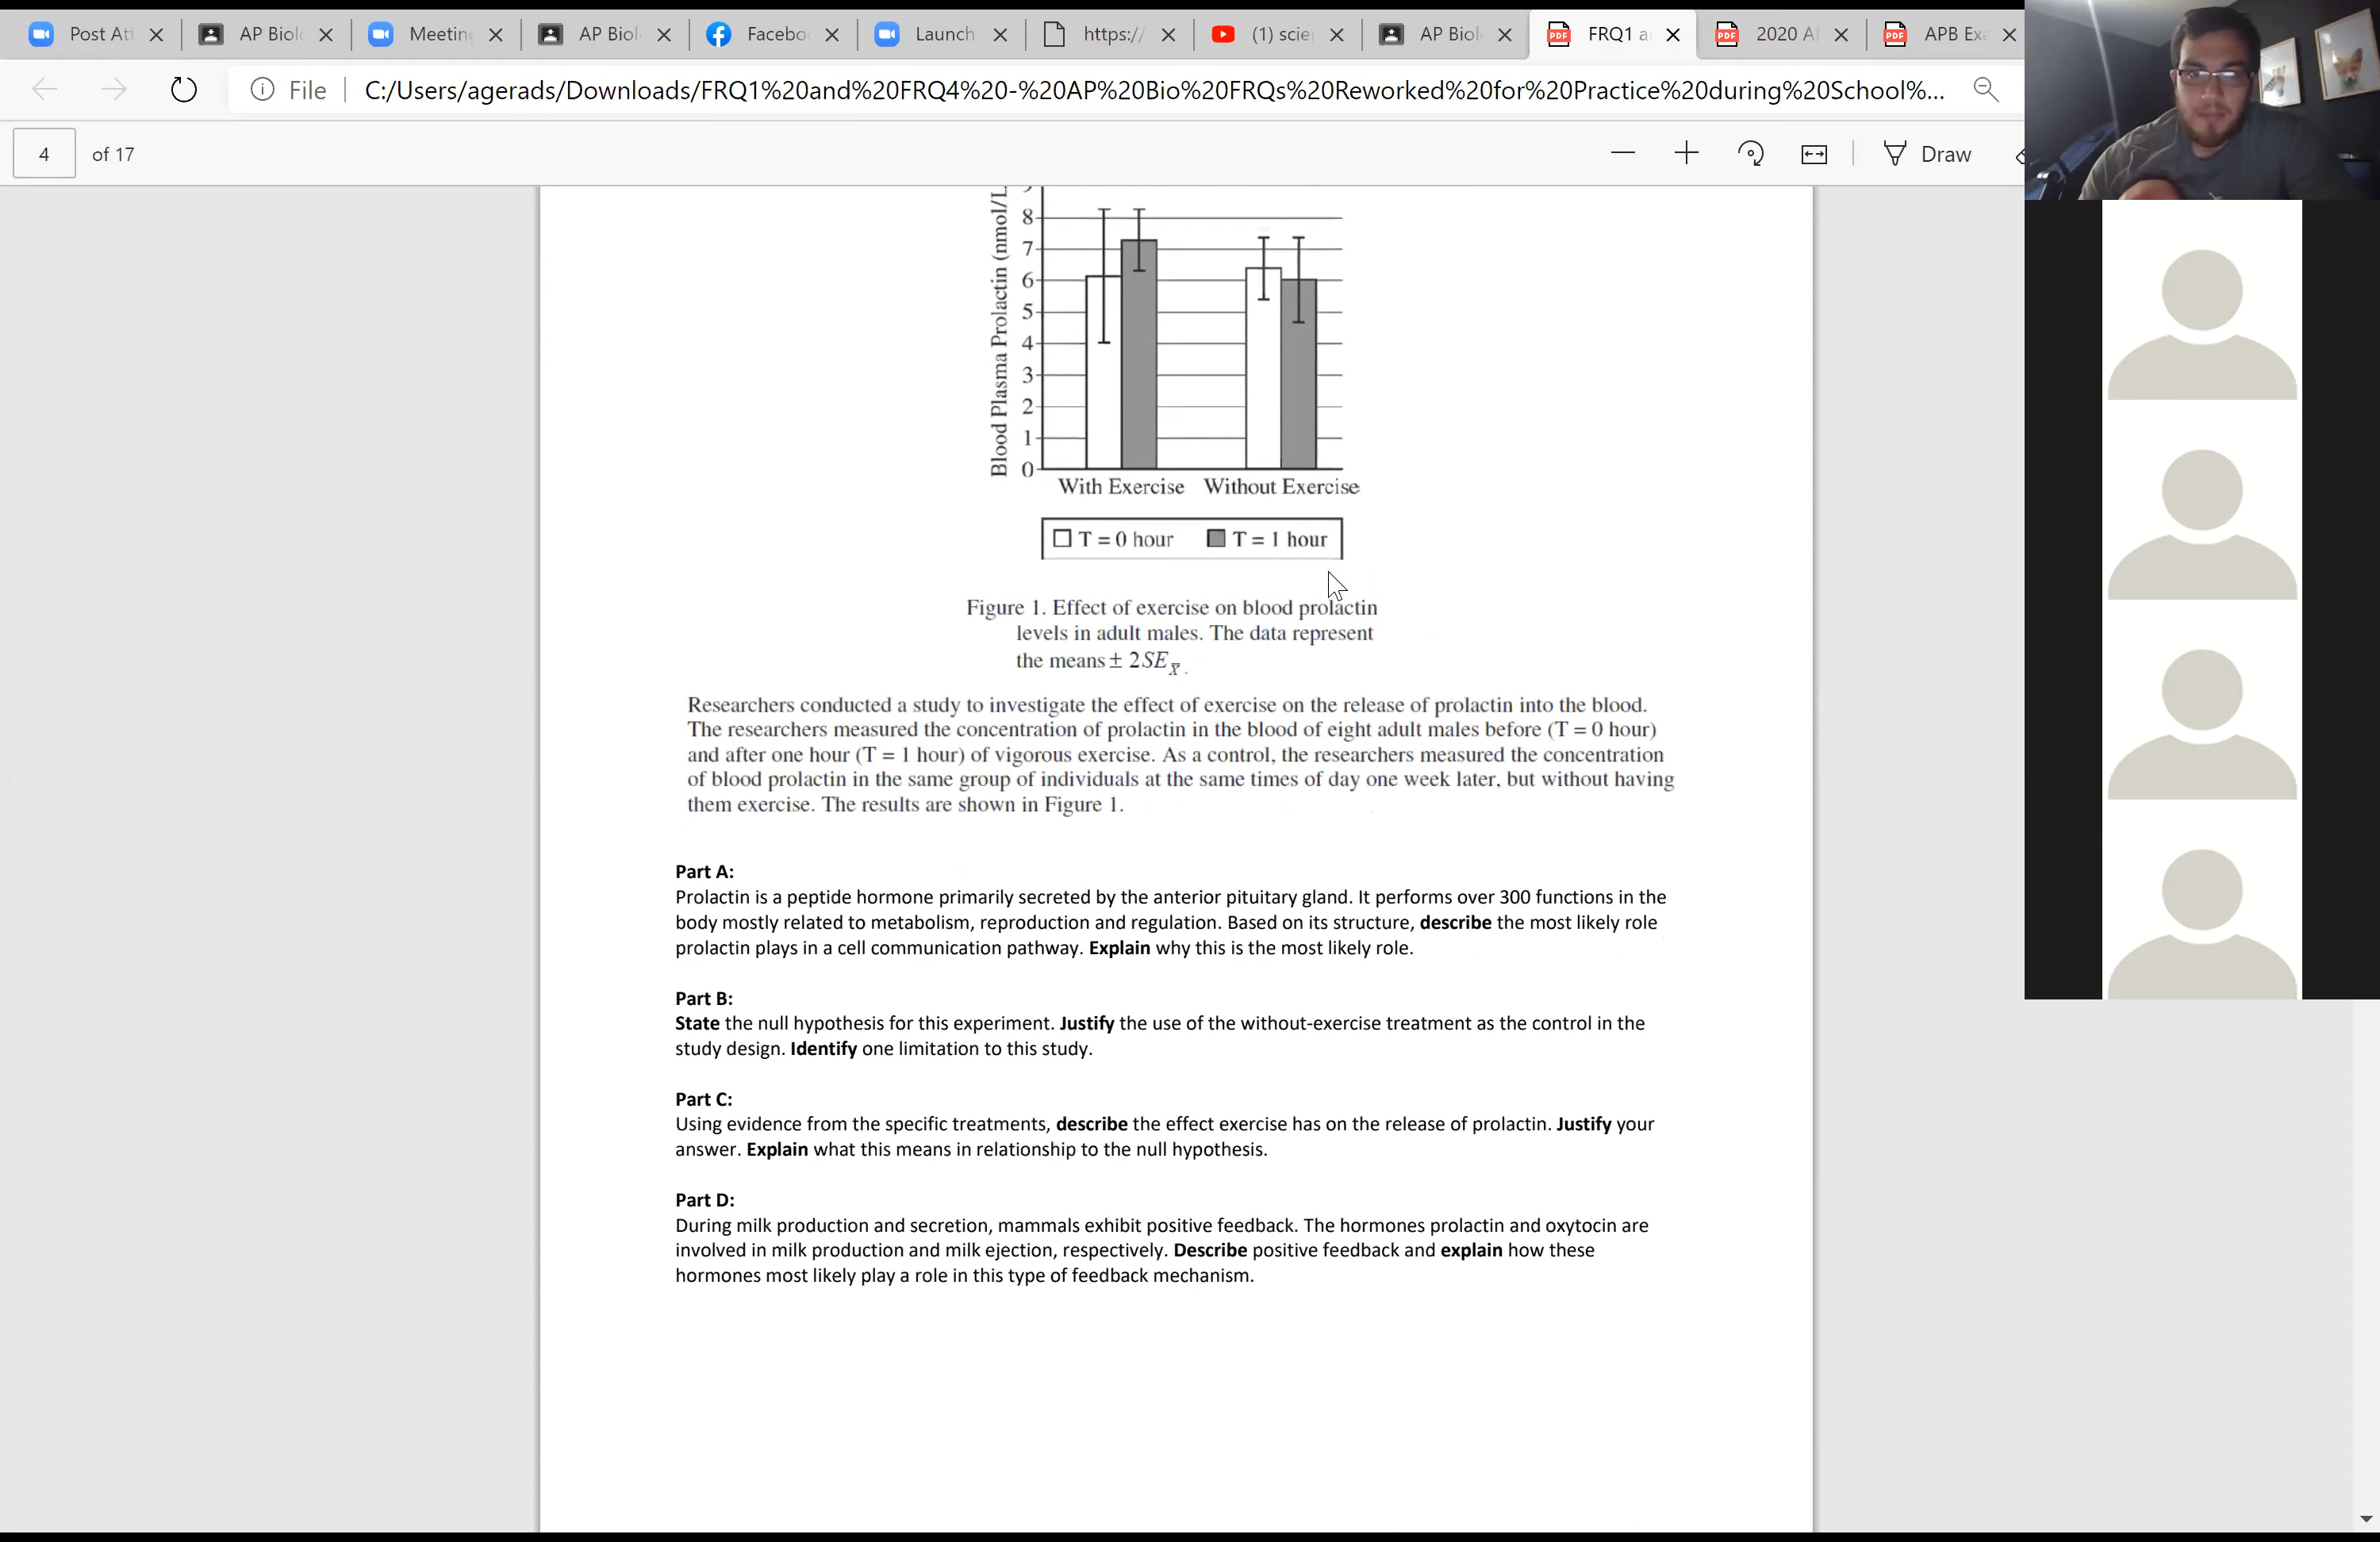 Post Att
AP Biol
Meetin
AP Biol
Facebo
Launch
https://
(1) scie
AP Biol
FRQ1 a
2020 A
APB Ex
File
C:/Users/agerads/Downloads/FRQ1%20and%20FRQ4%20-%20AP%20Bio%20FRQs%20Reworked%20for%20Practice%20during%20School%...
4 of 17
Draw
Blood Plasma Prolactin (nmol/L
8
7
6
5
4
3
2
1
0
With Exercise Without Exercise
T = 0 hour T = 1 hour
Figure 1. Effect of exercise on blood prolactin
levels in adult males. The data represent
the means ± 2SE x̅ .
Researchers conducted a study to investigate the effect of exercise on the release of prolactin into the blood.
The researchers measured the concentration of prolactin in the blood of eight adult males before (T = 0 hour)
and after one hour (T = 1 hour) of vigorous exercise. As a control, the researchers measured the concentration
of blood prolactin in the same group of individuals at the same times of day one week later, but without having
them exercise. The results are shown in Figure 1.
Part A:
Prolactin is a peptide hormone primarily secreted by the anterior pituitary gland. It performs over 300 functions in the
body mostly related to metabolism, reproduction and regulation. Based on its structure, describe the most likely role
prolactin plays in a cell communication pathway. Explain why this is the most likely role.
Part B:
State the null hypothesis for this experiment. Justify the use of the without-exercise treatment as the control in the
study design. Identify one limitation to this study.
Part C:
Using evidence from the specific treatments, describe the effect exercise has on the release of prolactin. Justify your
answer. Explain what this means in relationship to the null hypothesis.
Part D:
During milk production and secretion, mammals exhibit positive feedback. The hormones prolactin and oxytocin are
involved in milk production and milk ejection, respectively. Describe positive feedback and explain how these
hormones most likely play a role in this type of feedback mechanism.